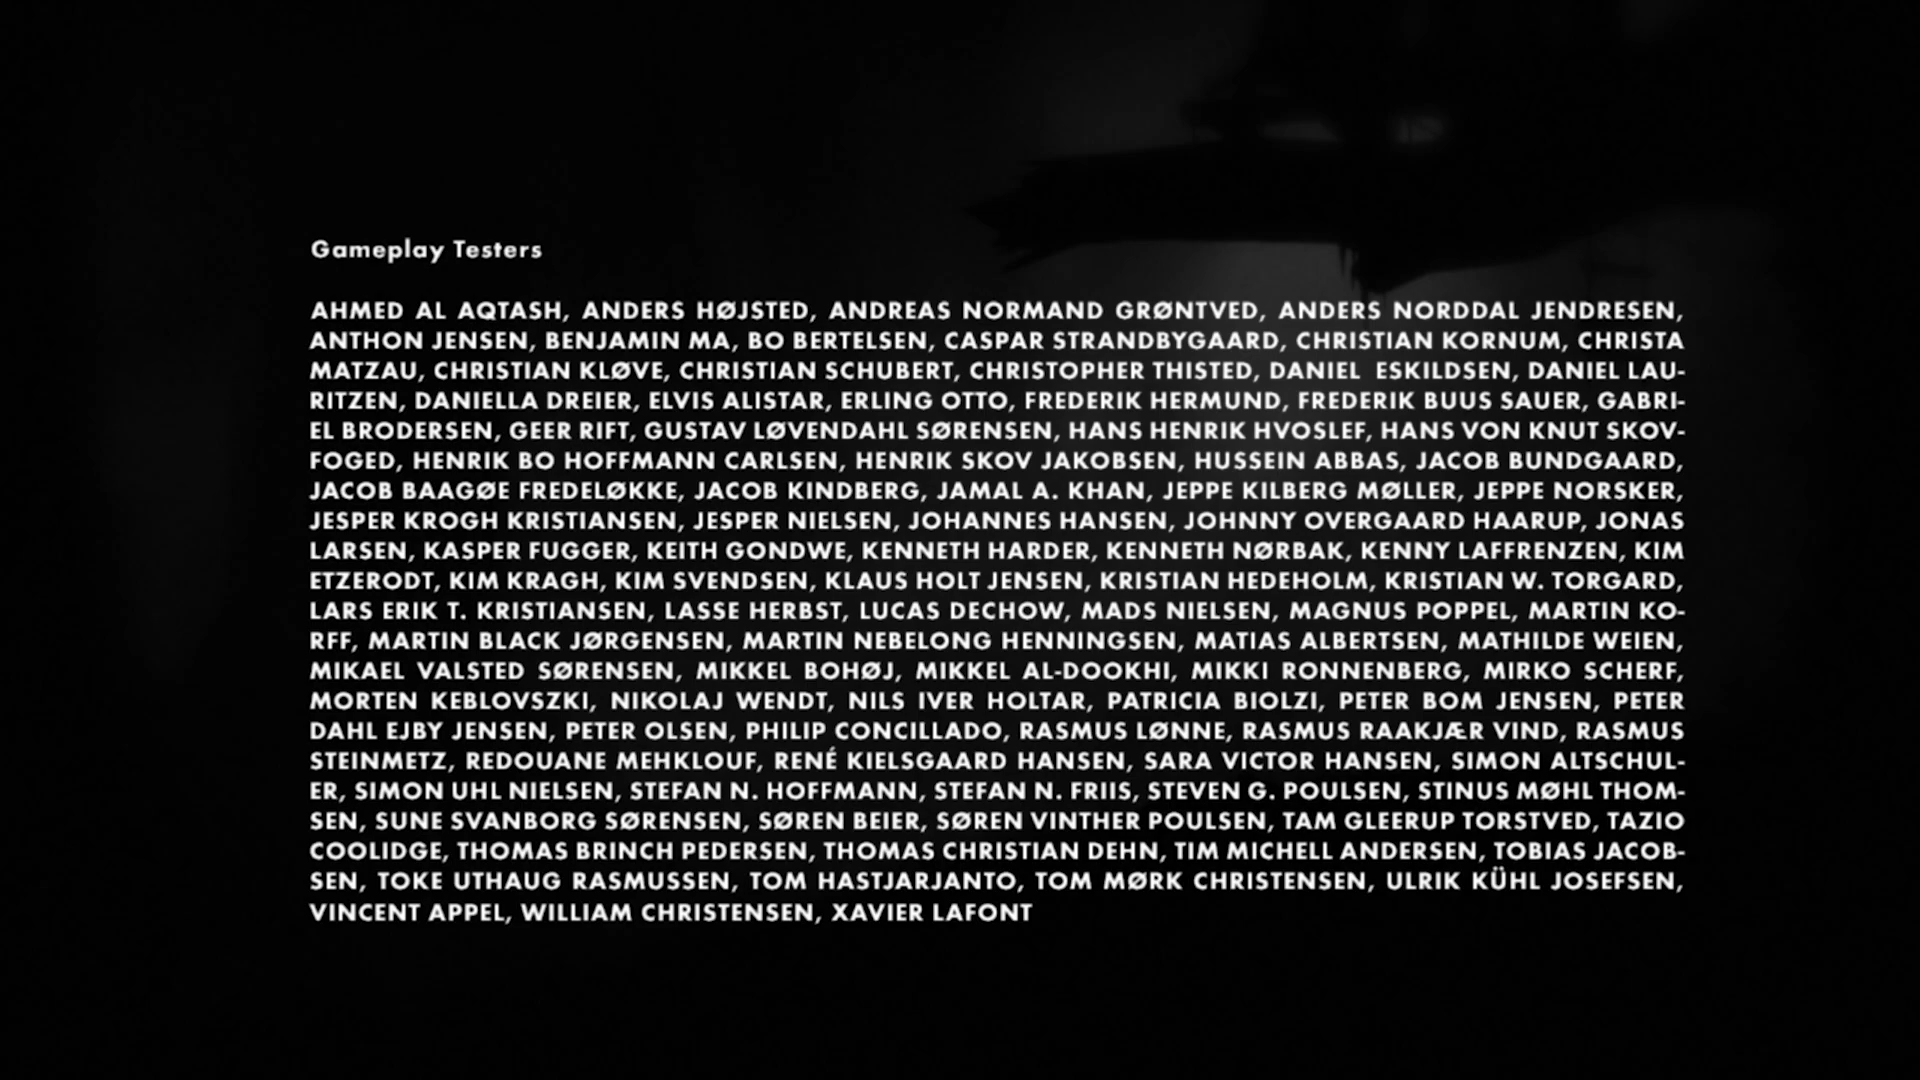 Gameplay Testers
AHMED AL AQTASH, ANDERS HØJSTED, ANDREAS NORMAND GRØNTVED, ANDERS NORDDAL JENDRESEN,
ANTHON JENSEN, BENJAMIN MA, BO BERTELSEN, CASPAR STRANDBYGAARD, CHRISTIAN KORNUM, CHRISTA
MATZAU, CHRISTIAN KLØVE, CHRISTIAN SCHUBERT, CHRISTOPHER THISTED, DANIEL ESKILDSEN, DANIEL LAU-
RITZEN, DANIELLA DREIER, ELVIS ALISTAR, ERLING OTTO, FREDERIK HERMUND, FREDERIK BUUS SAUER, GABRI-
EL BRODERSEN, GEER RIFT, GUSTAV LØVENDAHL SØRENSEN, HANS HENRIK HVOSLEF, HANS VON KNUT SKOV-
FOGED, HENRIK BO HOFFMANN CARLSEN, HENRIK SKOV JAKOBSEN, HUSSEIN ABBAS, JACOB BUNDGAARD,
JACOB BAAGØE FREDELØKKE, JACOB KINDBERG, JAMAL A. KHAN, JEPPE KILBERG MØLLER, JEPPE NORSKER,
JESPER KROGH KRISTIANSEN, JESPER NIELSEN, JOHANNES HANSEN, JOHNNY OVERGAARD HAARUP, JONAS
LARSEN, KASPER FUGGER, KEITH GONDWE, KENNETH HARDER, KENNETH NØRBAK, KENNY LAFFRENZEN, KIM
ETZERODT, KIM KRAGH, KIM SVENDSEN, KLAUS HOLT JENSEN, KRISTIAN HEDEHOLM, KRISTIAN W. TORGARD,
LARS ERIK T. KRISTIANSEN, LASSE HERBST, LUCAS DECHOW, MADS NIELSEN, MAGNUS POPPEL, MARTIN KO-
RFF, MARTIN BLACK JØRGENSEN, MARTIN NEBELONG HENNINGSEN, MATIAS ALBERTSEN, MATHILDE WEIEN,
MIKAEL VALSTED SØRENSEN, MIKKEL BOHØJ, MIKKEL AL-DOOKHI, MIKKI RONNENBERG, MIRKO SCHERF,
MORTEN KEBLOVSZKI, NIKOLAJ WENDT, NILS IVER HOLTAR, PATRICIA BIOLZI, PETER BOM JENSEN, PETER
DAHL EJBY JENSEN, PETER OLSEN, PHILIP CONCILLADO, RASMUS LØNNE, RASMUS RAAKJÆR VIND, RASMUS
STEINMETZ, REDOUANE MEHKLOUF, RENÉ KIELSGAARD HANSEN, SARA VICTOR HANSEN, SIMON ALTSCHUL-
ER, SIMON UHL NIELSEN, STEFAN N. HOFFMANN, STEFAN N. FRIIS, STEVEN G. POULSEN, STINUS MØHL THOM-
SEN, SUNE SVANBORG SØRENSEN, SØREN BEIER, SØREN VINTHER POULSEN, TAM GLEERUP TORSTVED, TAZIO
COOLIDGE, THOMAS BRINCH PEDERSEN, THOMAS CHRISTIAN DEHN, TIM MICHELL ANDERSEN, TOBIAS JACOB-
SEN, TOKE UTHAUG RASMUSSEN, TOM HASTJARJANTO, TOM MØRK CHRISTENSEN, ULRIK KÜHL JOSEFSEN,
VINCENT APPEL, WILLIAM CHRISTENSEN, XAVIER LAFONT